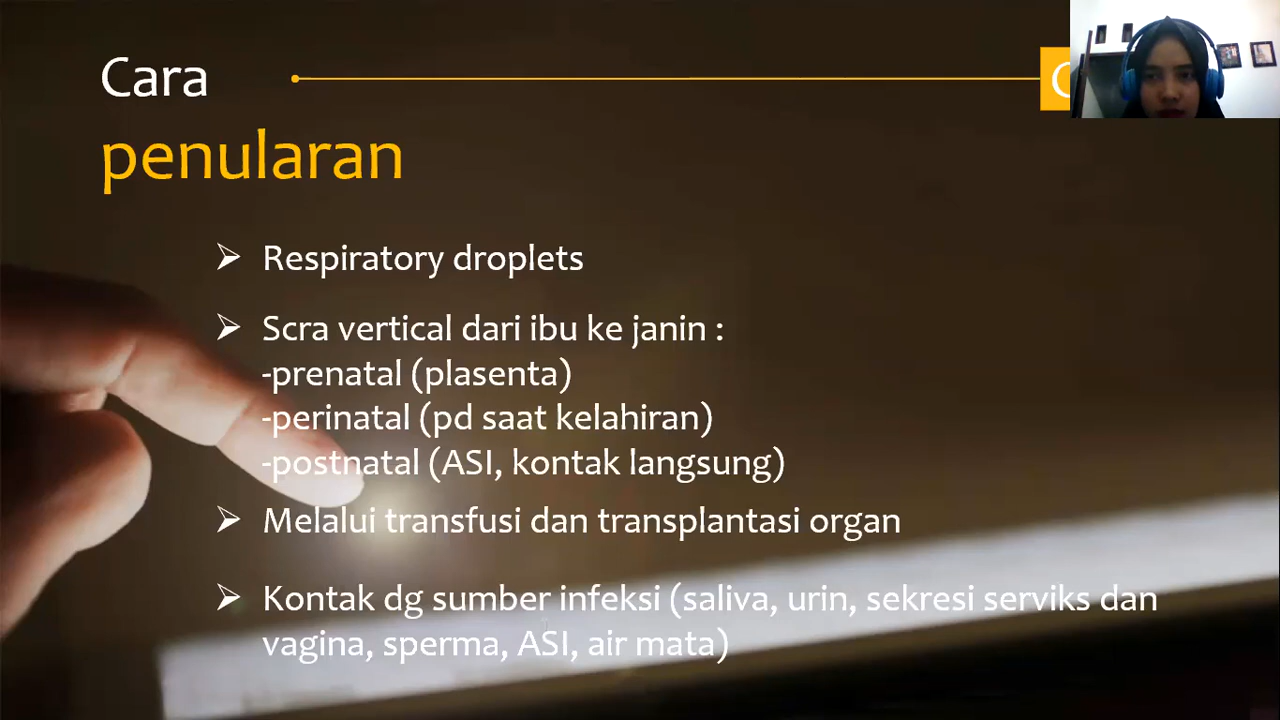 Cara
penularan
Respiratory droplets
Scra vertical dari ibu ke janin :
-prenatal (plasenta)
-perinatal (pd saat kelahiran)
-postnatal (ASI, kontak langsung)
Melalui transfusi dan transplantasi organ
Kontak dg sumber infeksi (saliva, urin, sekresi serviks dan
vagina, sperma, ASI, air mata)